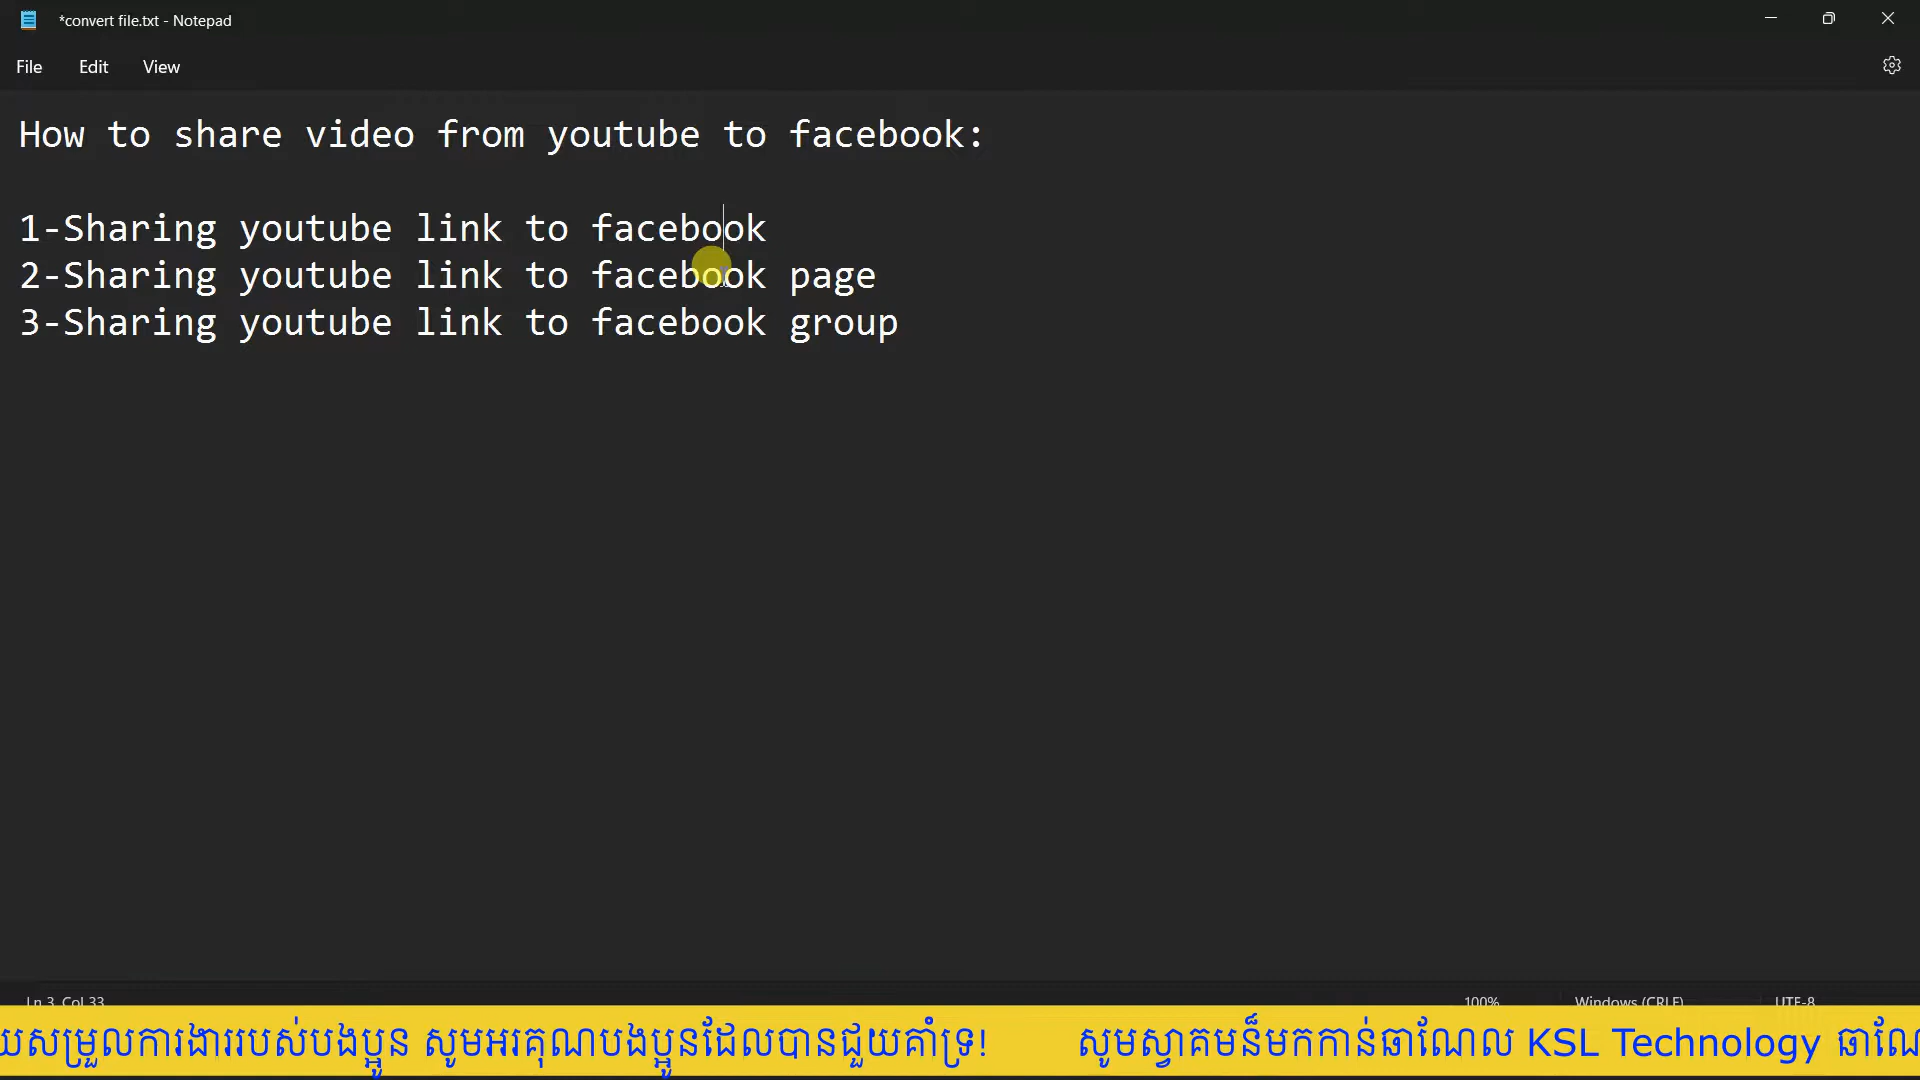 *convert file.txt - Notepad
File Edit View
How to share video from youtube to facebook:
1-Sharing youtube link to facebook
2-Sharing youtube link to facebook page
3-Sharing youtube link to facebook group
Ln 3, Col 33 100% Windows (CRLF) UTF-8
យសម្រួលការងាររបស់បងប្អូន សូមអរគុណបងប្អូនដែលបានជួយគាំទ្រ! សូមស្វាគមន៏មកកាន់ឆាណែល KSL Technology